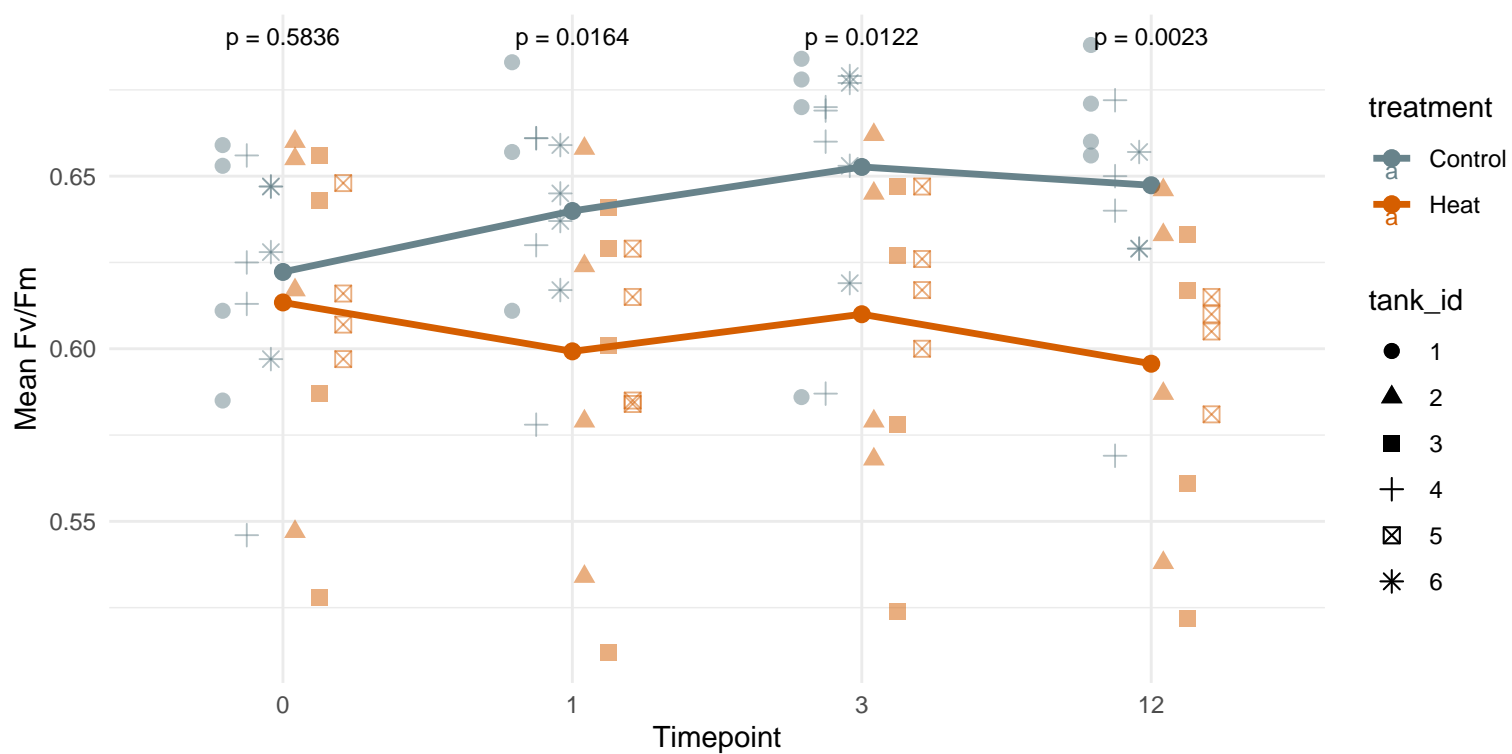 p = 0.5836 p = 0.0164 p = 0.0122 p = 0.0023
0.65
0.60
0.55
Mean Fv/Fm
0 1 3 12
Timepoint
treatment
a Control
a Heat
tank_id
1
2
3
4
5
6